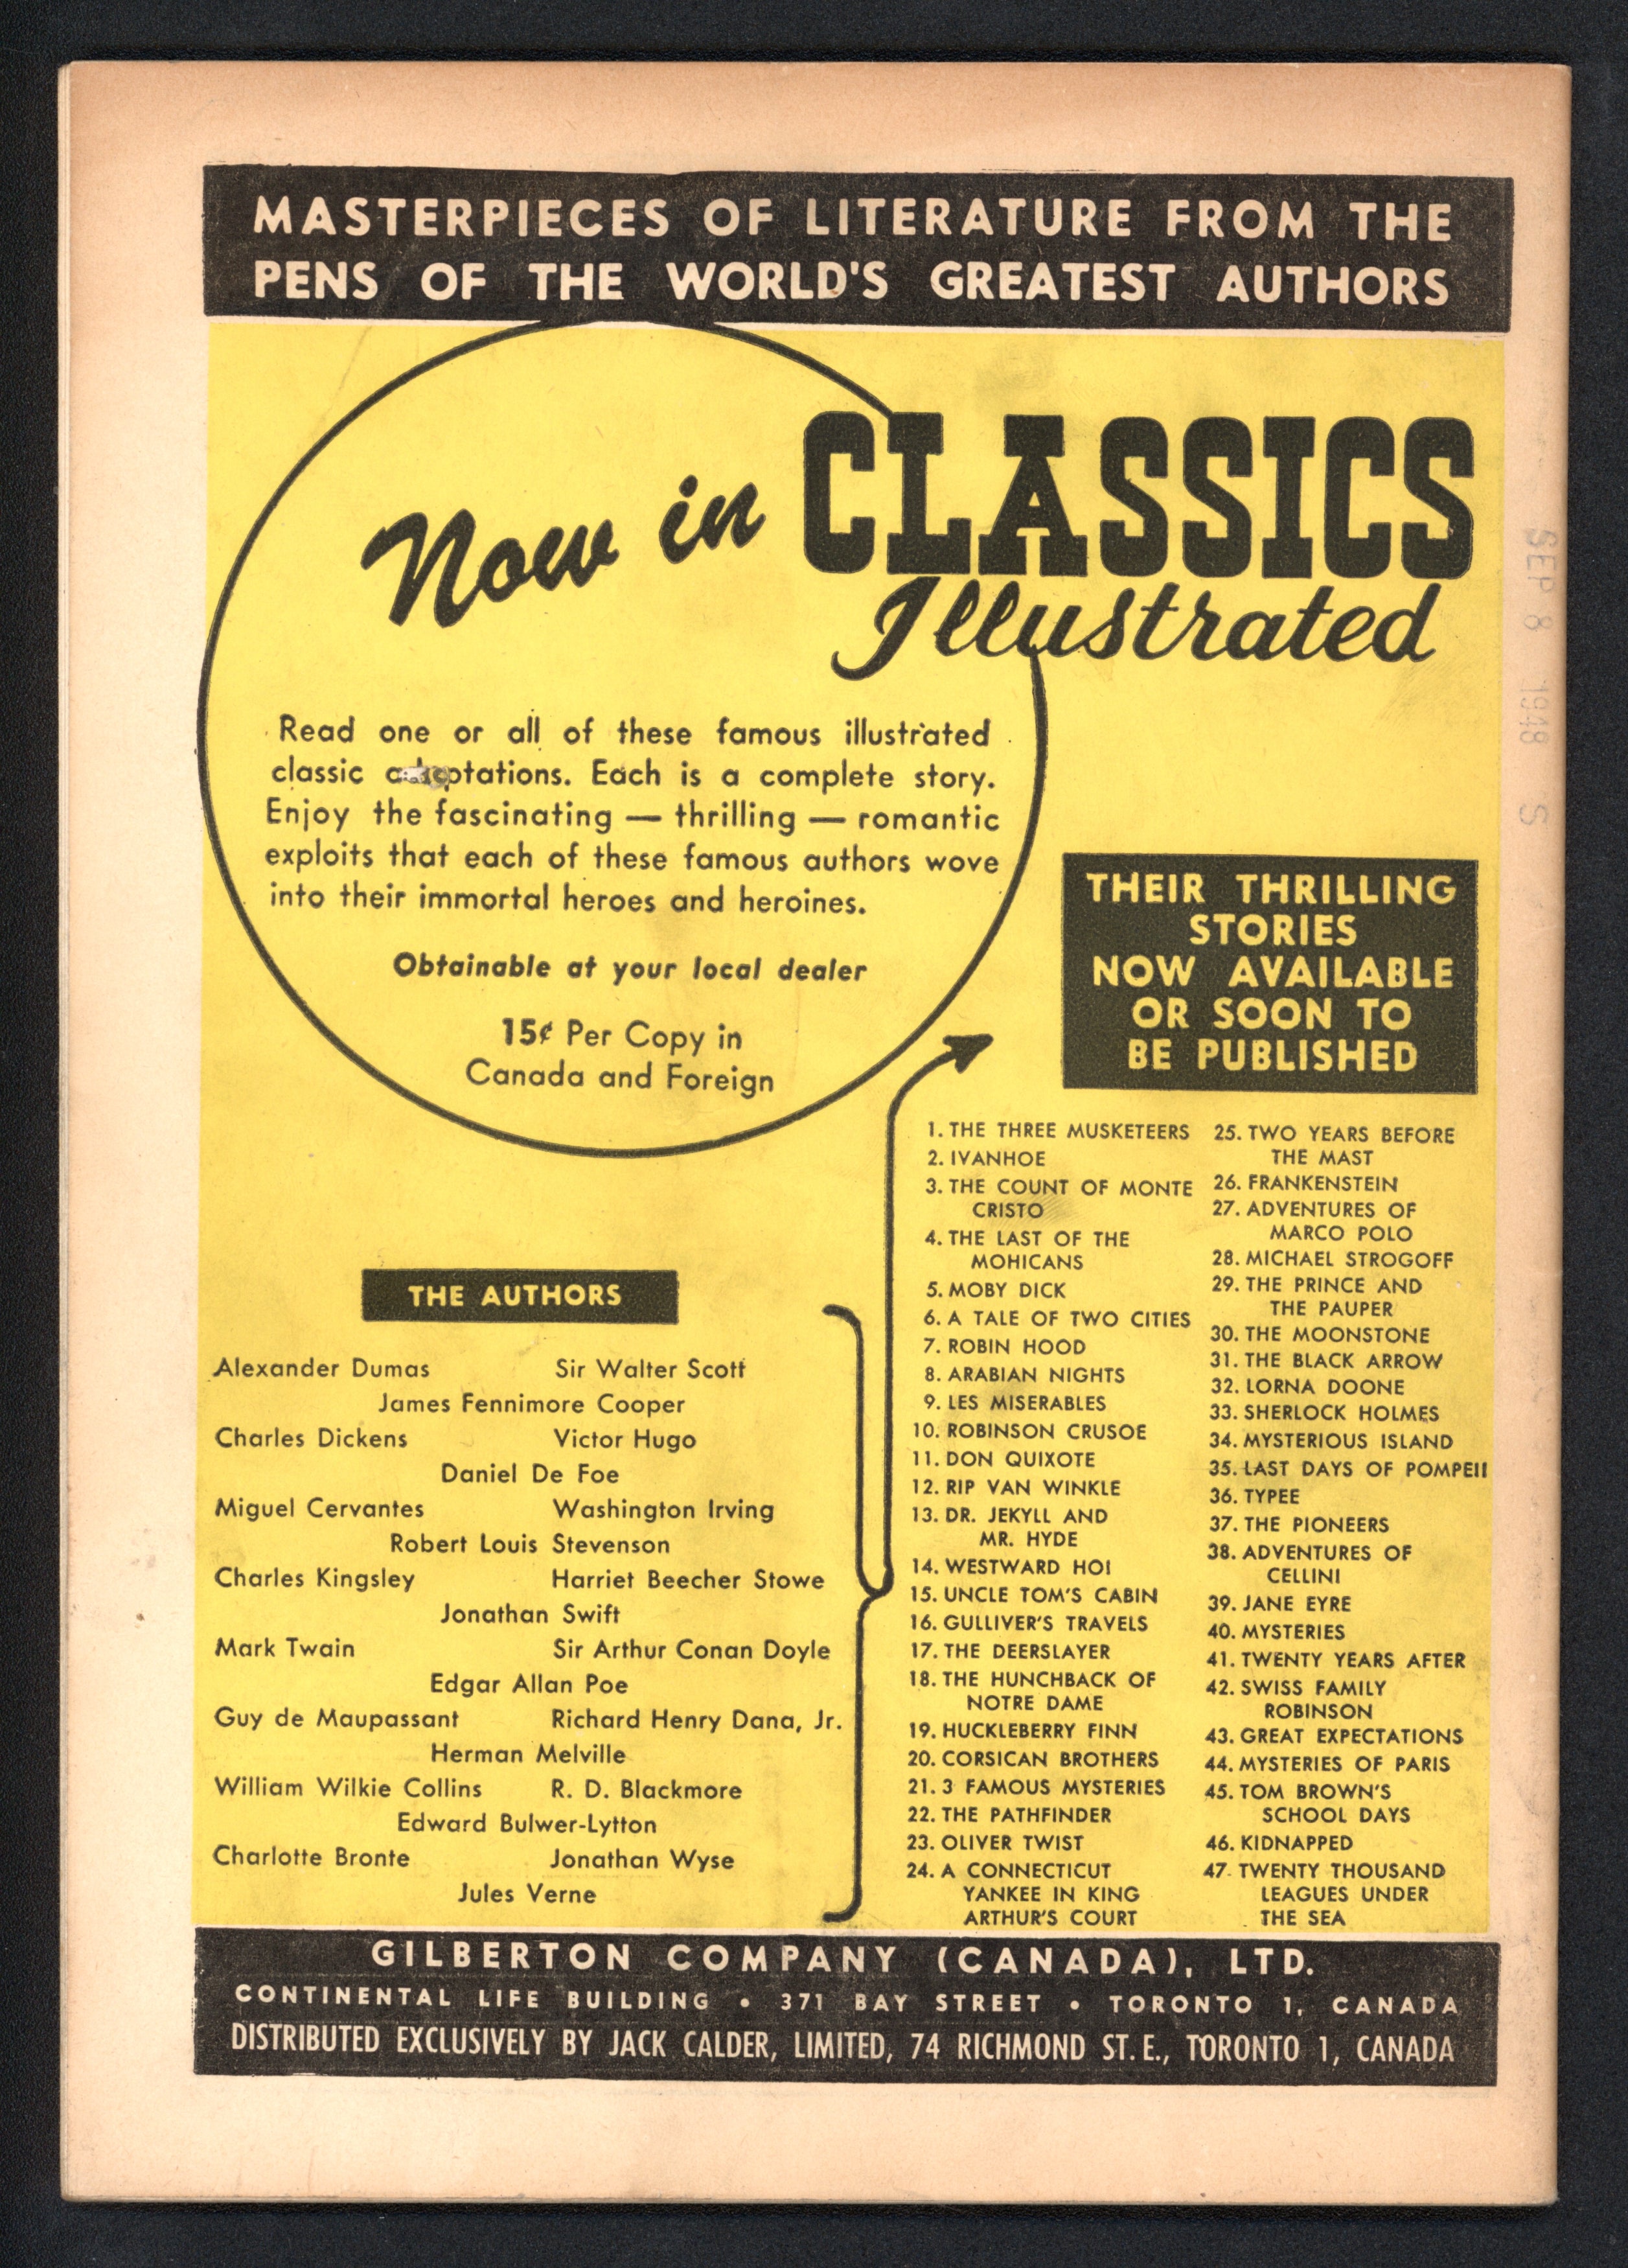 MASTERPIECES OF LITERATURE FROM THE
PENS OF THE WORLD'S GREATEST AUTHORS
Now in CLASSICS
Illustrated
Read one or all of these famous illustrated
classic adaptations. Each is a complete story.
Enjoy the fascinating — thrilling — romantic
exploits that each of these famous authors wove
into their immortal heroes and heroines.
Obtainable at your local dealer
15¢ Per Copy in
Canada and Foreign
THE AUTHORS
Alexander Dumas Sir Walter Scott
James Fennimore Cooper
Charles Dickens Victor Hugo
Daniel De Foe
Miguel Cervantes Washington Irving
Robert Louis Stevenson
Charles Kingsley Harriet Beecher Stowe
Jonathan Swift
Mark Twain Sir Arthur Conan Doyle
Edgar Allan Poe
Guy de Maupassant Richard Henry Dana, Jr.
Herman Melville
William Wilkie Collins R. D. Blackmore
Edward Bulwer-Lytton
Charlotte Bronte Jonathan Wyse
Jules Verne
THEIR THRILLING
STORIES
NOW AVAILABLE
OR SOON TO
BE PUBLISHED
1. THE THREE MUSKETEERS
2. IVANHOE
3. THE COUNT OF MONTE
CRISTO
4. THE LAST OF THE
MOHICANS
5. MOBY DICK
6. A TALE OF TWO CITIES
7. ROBIN HOOD
8. ARABIAN NIGHTS
9. LES MISERABLES
10. ROBINSON CRUSOE
11. DON QUIXOTE
12. RIP VAN WINKLE
13. DR. JEKYLL AND
MR. HYDE
14. WESTWARD HO!
15. UNCLE TOM'S CABIN
16. GULLIVER'S TRAVELS
17. THE DEERSLAYER
18. THE HUNCHBACK OF
NOTRE DAME
19. HUCKLEBERRY FINN
20. CORSICAN BROTHERS
21. 3 FAMOUS MYSTERIES
22. THE PATHFINDER
23. OLIVER TWIST
24. A CONNECTICUT
YANKEE IN KING
ARTHUR'S COURT
25. TWO YEARS BEFORE
THE MAST
26. FRANKENSTEIN
27. ADVENTURES OF
MARCO POLO
28. MICHAEL STROGOFF
29. THE PRINCE AND
THE PAUPER
30. THE MOONSTONE
31. THE BLACK ARROW
32. LORNA DOONE
33. SHERLOCK HOLMES
34. MYSTERIOUS ISLAND
35. LAST DAYS OF POMPEII
36. TYPEE
37. THE PIONEERS
38. ADVENTURES OF
CELLINI
39. JANE EYRE
40. MYSTERIES
41. TWENTY YEARS AFTER
42. SWISS FAMILY
ROBINSON
43. GREAT EXPECTATIONS
44. MYSTERIES OF PARIS
45. TOM BROWN'S
SCHOOL DAYS
46. KIDNAPPED
47. TWENTY THOUSAND
LEAGUES UNDER
THE SEA
GILBERTON COMPANY (CANADA), LTD.
CONTINENTAL LIFE BUILDING • 371 BAY STREET • TORONTO 1, CANADA
DISTRIBUTED EXCLUSIVELY BY JACK CALDER, LIMITED, 74 RICHMOND ST. E., TORONTO 1, CANADA
SEP 8 1948 S